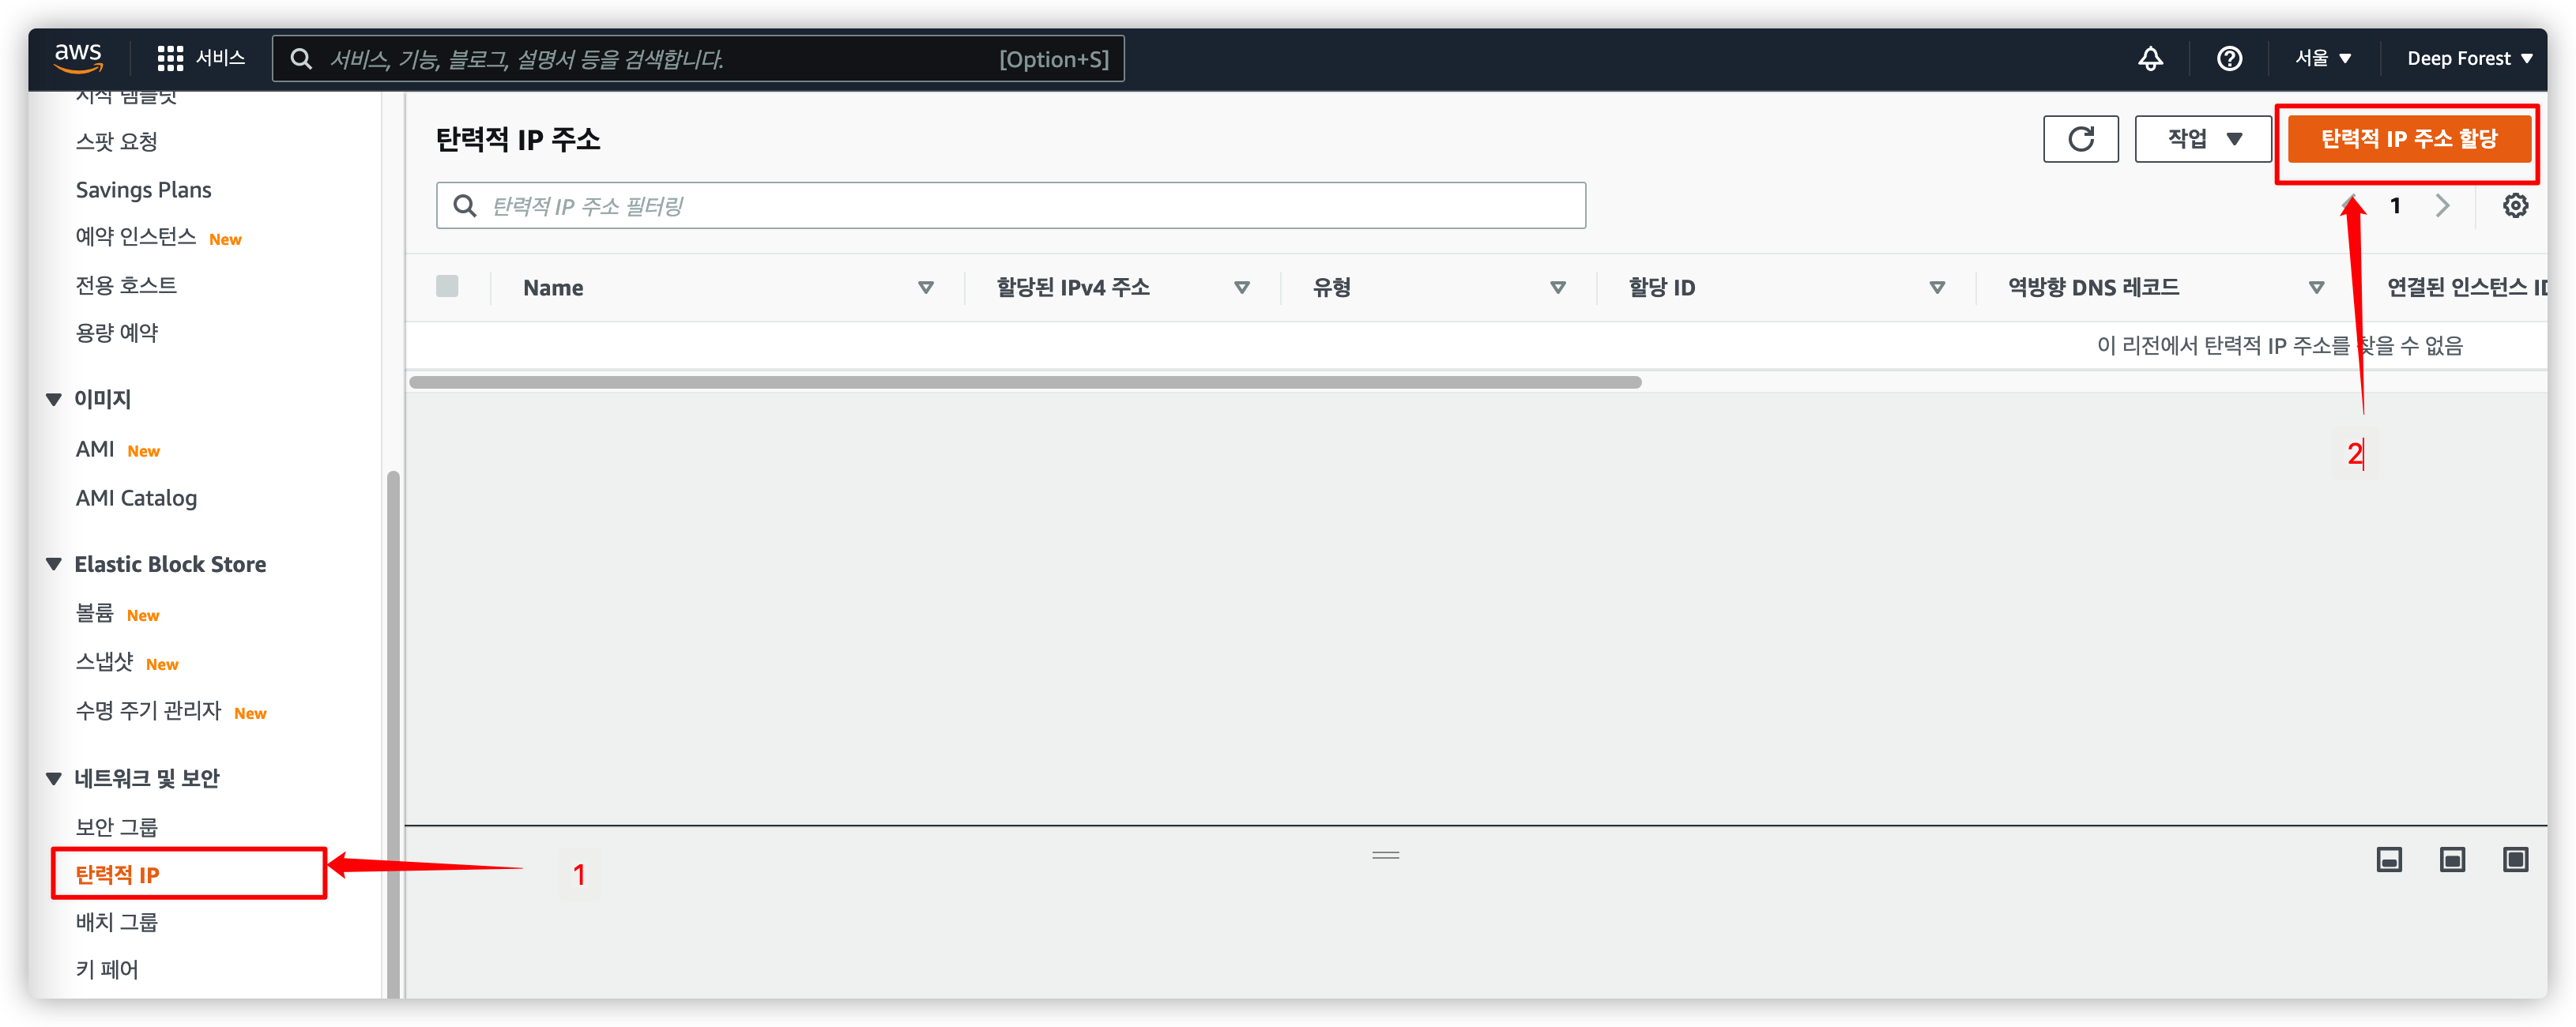 aws
서비스
서비스, 기능, 블로그, 설명서 등을 검색합니다.
[Option+S]
서울
Deep Forest
시작 템플릿
스팟 요청
Savings Plans
예약 인스턴스 New
전용 호스트
용량 예약
이미지
AMI New
AMI Catalog
Elastic Block Store
볼륨 New
스냅샷 New
수명 주기 관리자 New
네트워크 및 보안
보안 그룹
탄력적 IP
배치 그룹
키 페어
1
탄력적 IP 주소
작업
탄력적 IP 주소 할당
탄력적 IP 주소 필터링
1
Name
할당된 IPv4 주소
유형
할당 ID
역방향 DNS 레코드
연결된 인스턴스 ID
이 리전에서 탄력적 IP 주소를 찾을 수 없음
2